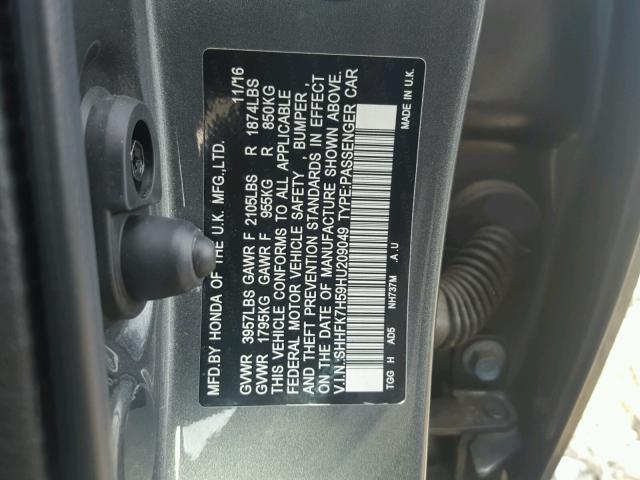 MFD.BY HONDA OF THE U.K. MFG.,LTD. 11/16
GVWR 3957LBS GAWR F 2105LBS R 1874LBS
GVWR 1795KG GAWR F 955KG R 850KG
THIS VEHICLE CONFORMS TO ALL APPLICABLE
FEDERAL MOTOR VEHICLE SAFETY , BUMPER ,
AND THEFT PREVENTION STANDARDS IN EFFECT
ON THE DATE OF MANUFACTURE SHOWN ABOVE.
V.I.N.:SHHFK7H59HU209049 TYPE:PASSENGER CAR
TGG H AD5 NH737M .A .U MADE IN U.K.